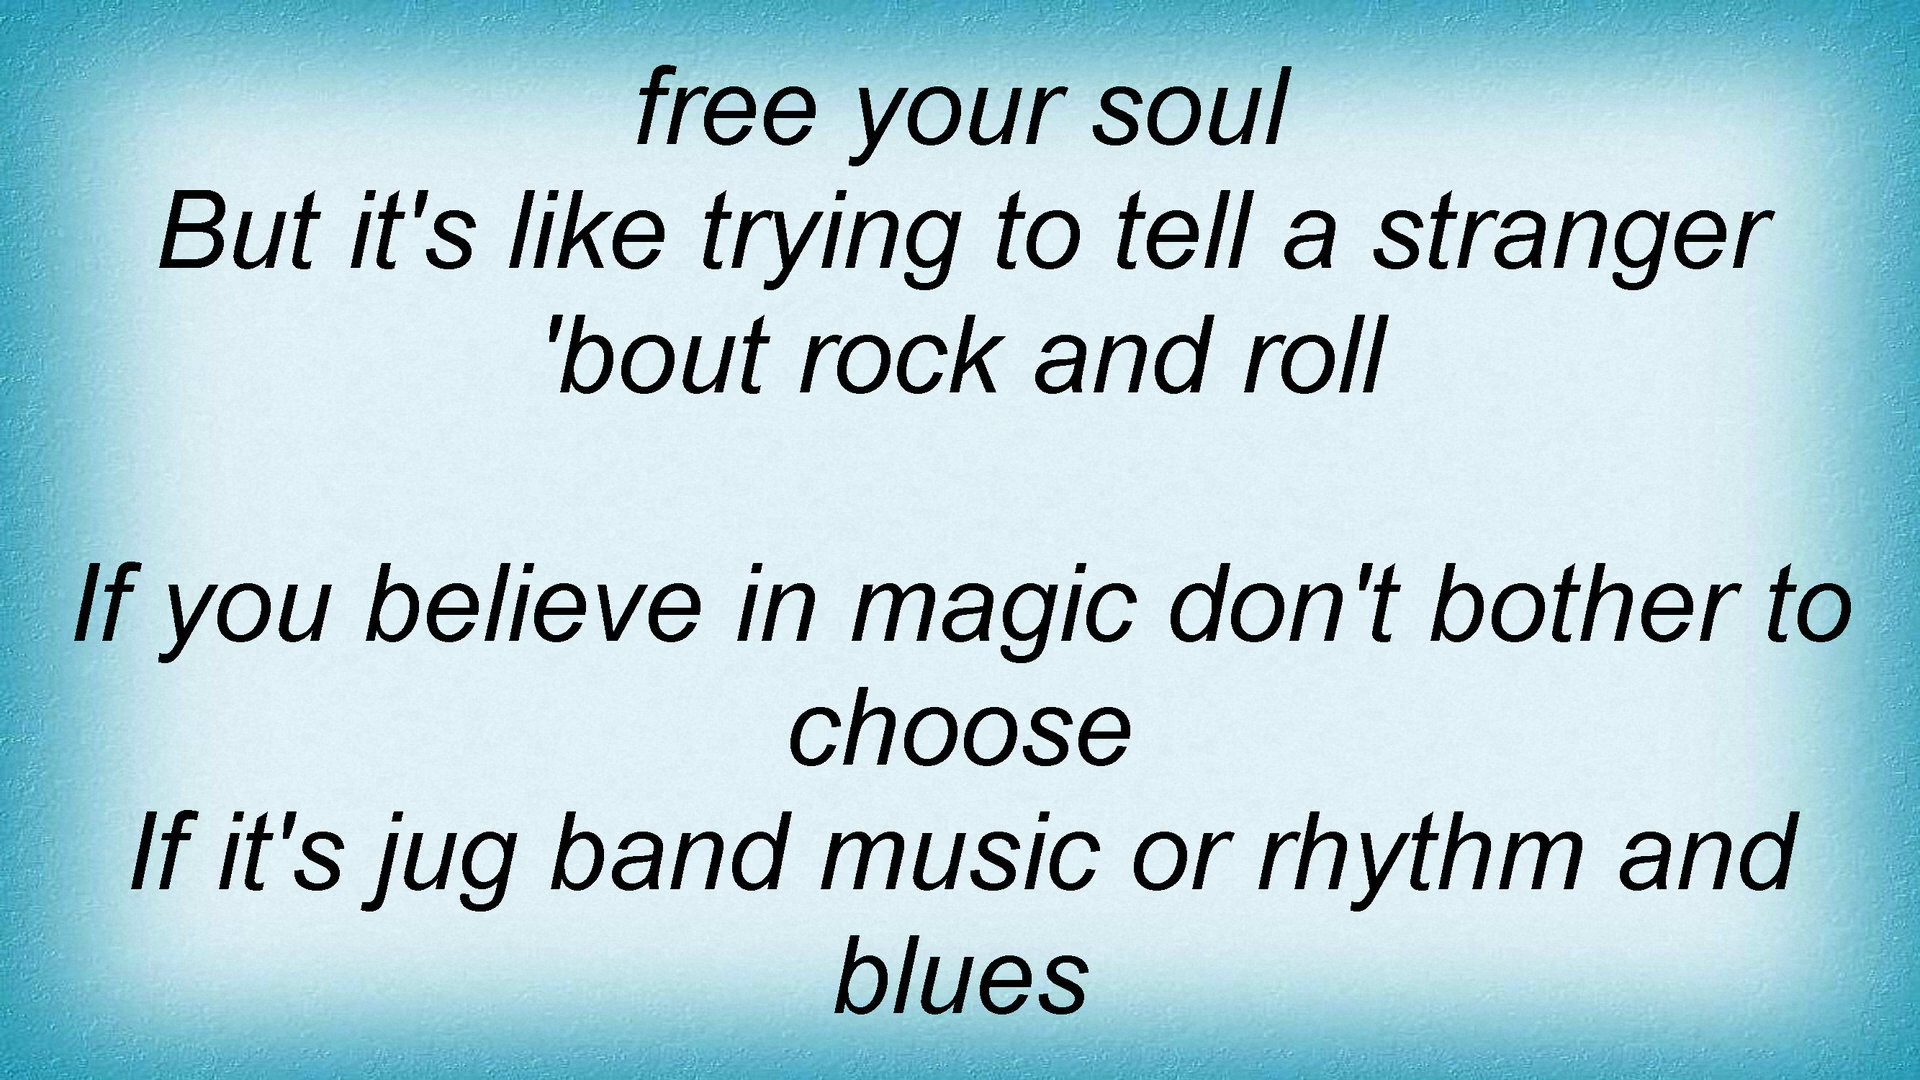 free your soul
But it's like trying to tell a stranger
'bout rock and roll
If you believe in magic don't bother to
choose
If it's jug band music or rhythm and
blues